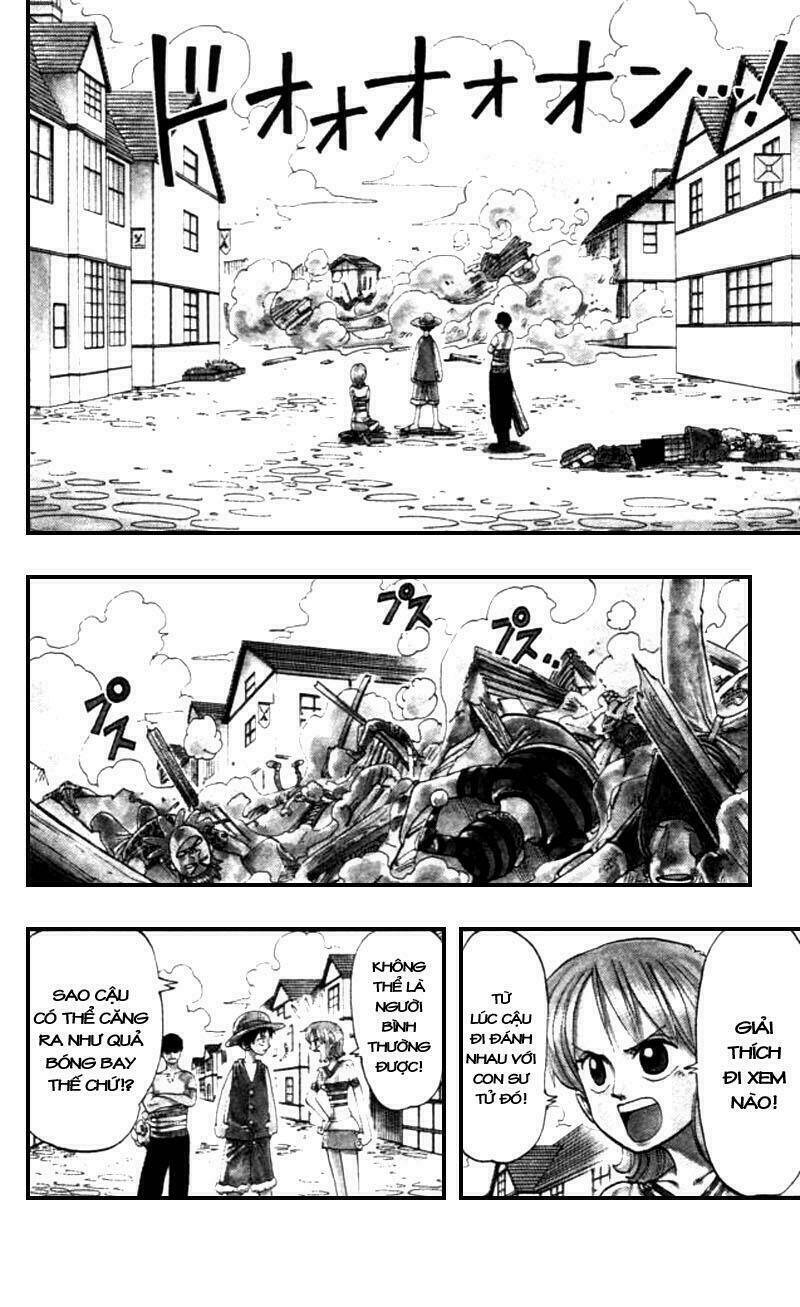 ドオオオオオオン…!
プス
プス…
プス
GIẢI
THÍCH
ĐI XEM
NÀO!
TỪ
LÚC CẬU
ĐI ĐÁNH
NHAU VỚI
CON SƯ
TỬ ĐÓ!
KHÔNG
THỂ LÀ
NGƯỜI
BÌNH
THƯỜNG
ĐƯỢC!
SAO CẬU
CÓ THỂ CĂNG
RA NHƯ QUẢ
BÓNG BAY
THẾ CHỨ!?